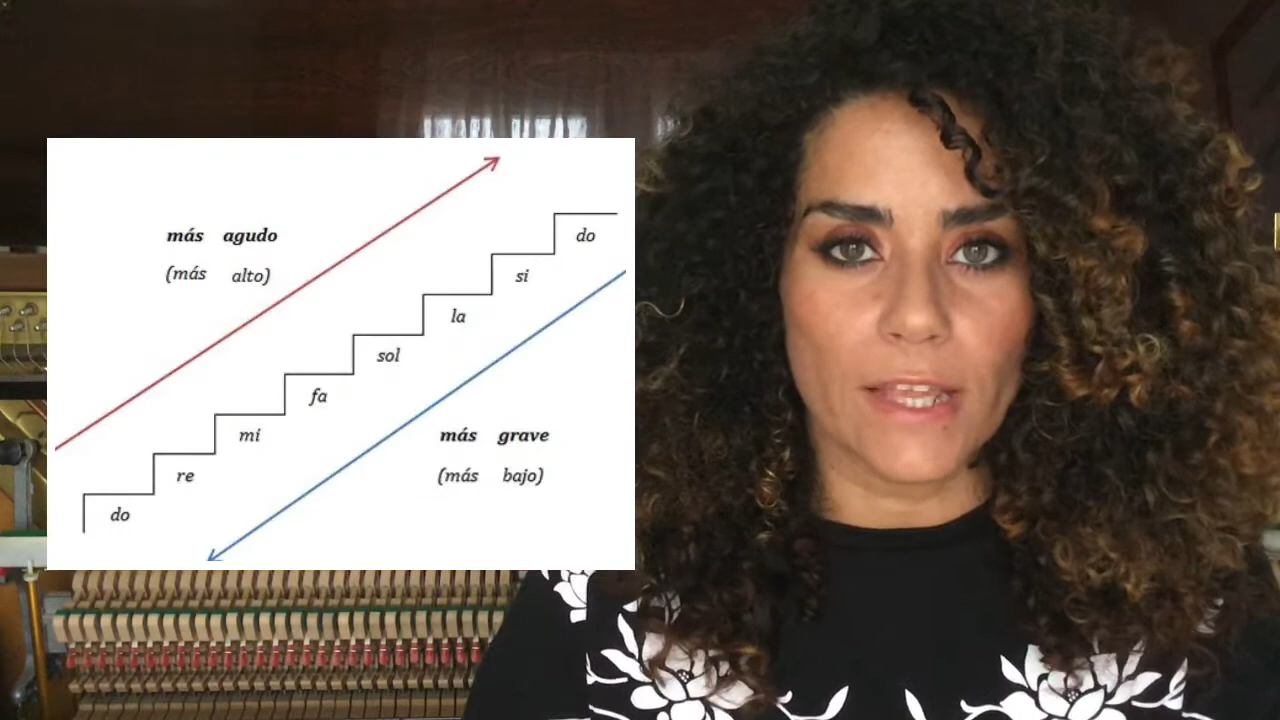 más agudo
(más alto)
do
si
la
sol
fa
mi
re
do
más grave
(más bajo)